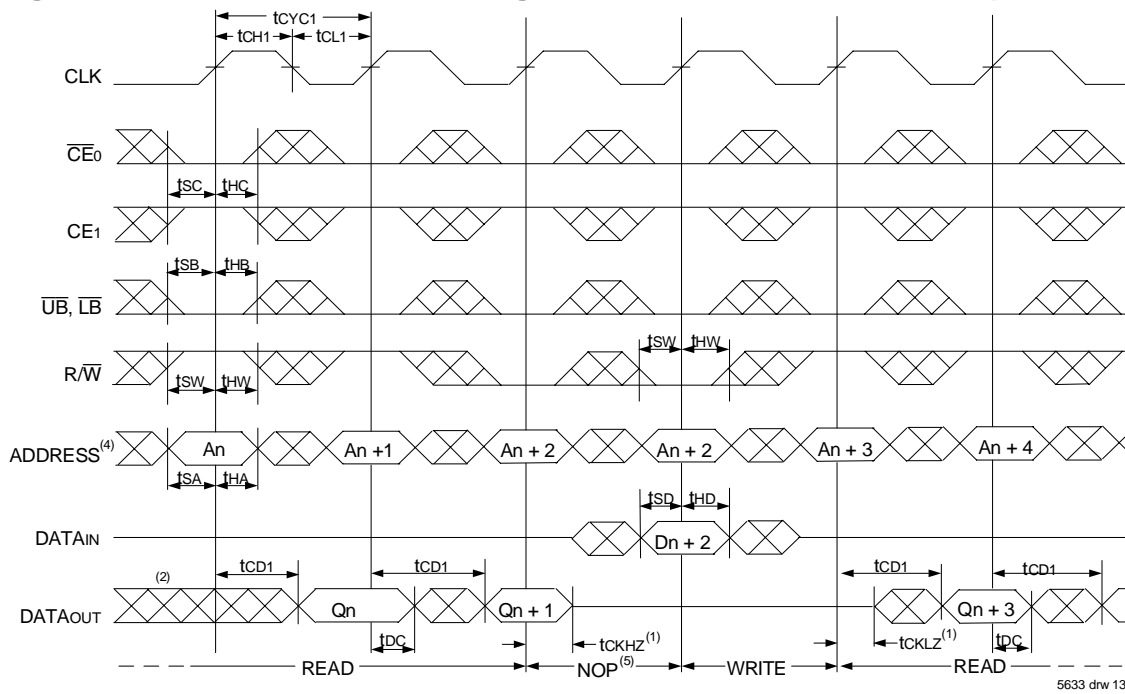 tCYC1
tCH1 tCL1
CLK
CE0
tSC tHC
CE1
tSB tHB
UB, LB
tSW tHW
R/W
tSW tHW
ADDRESS(4) An An +1 An + 2 An + 2 An + 3 An + 4
tSA tHA
tSD tHD
DATAIN Dn + 2
(2) tCD1 tCD1 tCD1 tCD1
DATAOUT Qn Qn + 1 Qn + 3
tDC tCKHZ(1) tCKLZ(1) tDC
READ NOP(5) WRITE READ
5633 drw 13